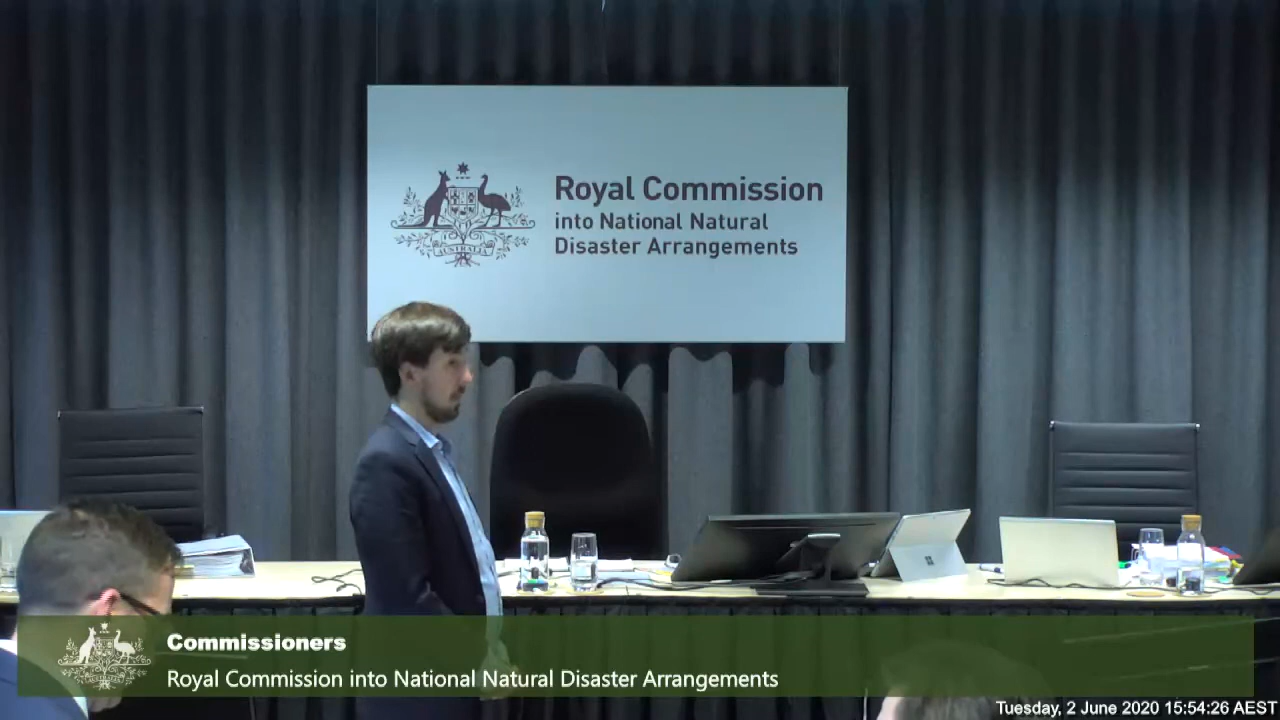 Royal Commission
into National Natural
Disaster Arrangements
AUSTRALIA
Commissioners
Royal Commission into National Natural Disaster Arrangements
Tuesday, 2 June 2020 15:54:26 AEST